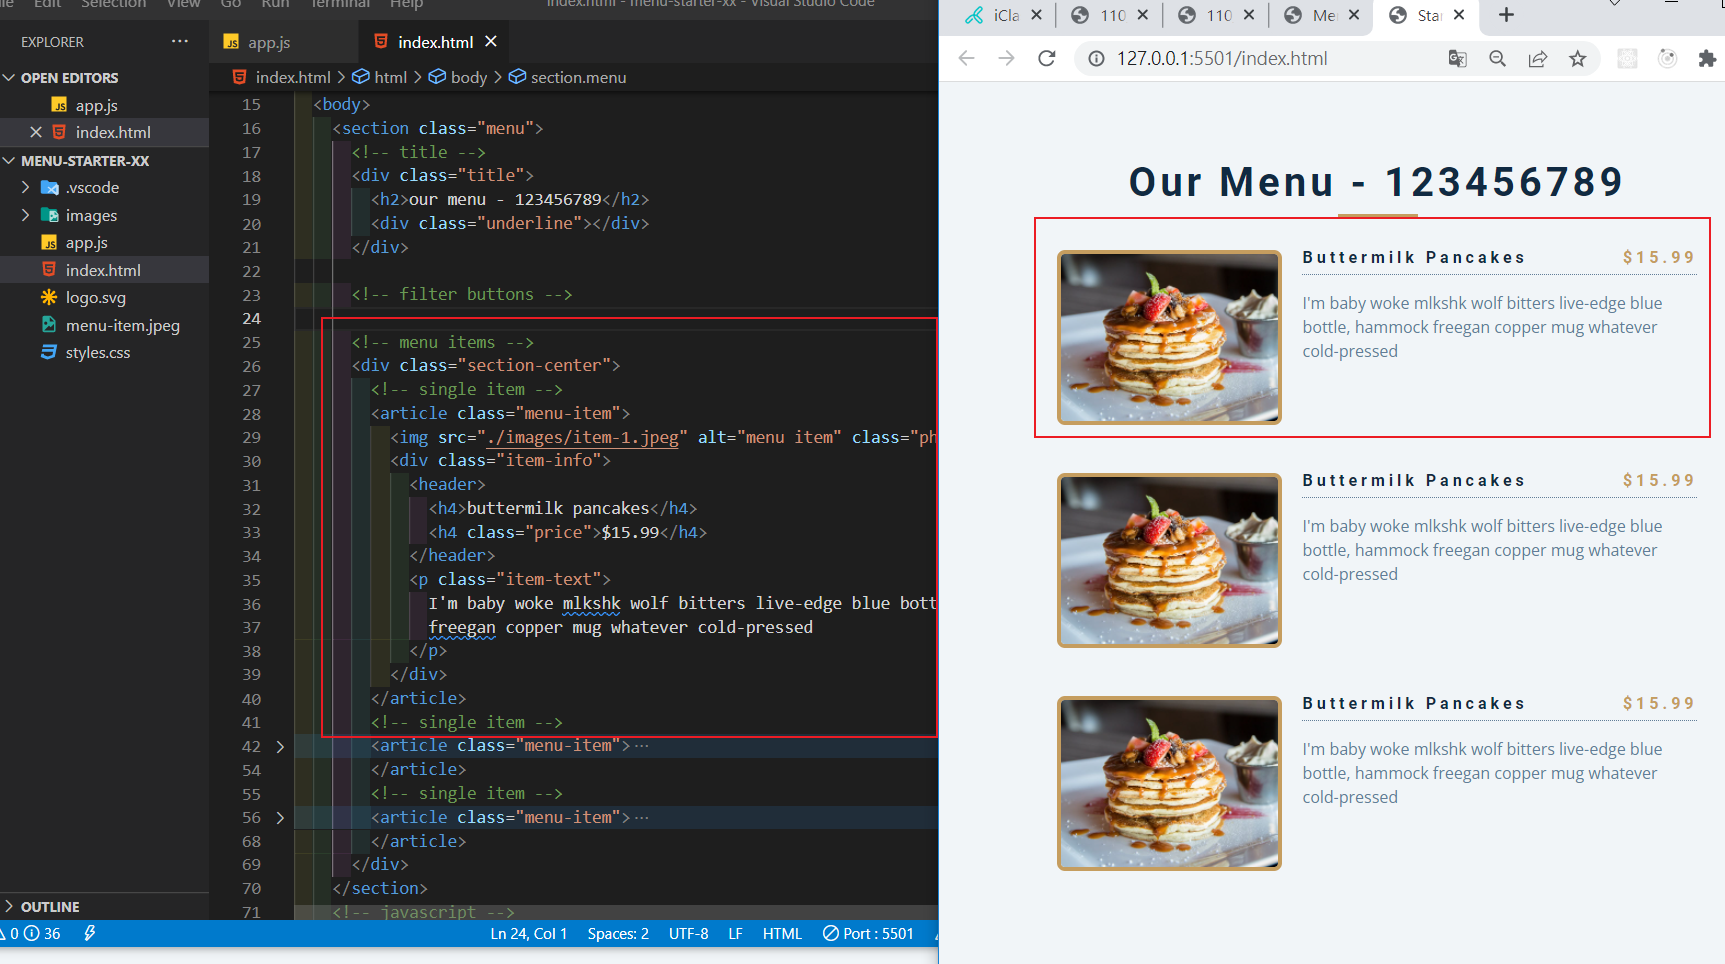 Edit Selection View Go Run Terminal Help
index.html - menu-starter-xx - Visual Studio Code
EXPLORER
OPEN EDITORS
app.js
index.html
MENU-STARTER-XX
.vscode
images
app.js
index.html
logo.svg
menu-item.jpeg
styles.css
OUTLINE
app.js
index.html
index.html > html > body > section.menu
15 <body>
16 <section class="menu">
17 <!-- title -->
18 <div class="title">
19 <h2>our menu - 123456789</h2>
20 <div class="underline"></div>
21 </div>
22
23 <!-- filter buttons -->
24
25 <!-- menu items -->
26 <div class="section-center">
27 <!-- single item -->
28 <article class="menu-item">
29 <img src="./images/item-1.jpeg" alt="menu item" class="ph
30 <div class="item-info">
31 <header>
32 <h4>buttermilk pancakes</h4>
33 <h4 class="price">$15.99</h4>
34 </header>
35 <p class="item-text">
36 I'm baby woke mlkshk wolf bitters live-edge blue bott
37 freegan copper mug whatever cold-pressed
38 </p>
39 </div>
40 </article>
41 <!-- single item -->
42 <article class="menu-item">···
54 </article>
55 <!-- single item -->
56 <article class="menu-item">···
68 </article>
69 </div>
70 </section>
71 <!-- javascript -->
0 36
Ln 24, Col 1 Spaces: 2 UTF-8 LF HTML Port : 5501
iCla 110 110 Me Star
127.0.0.1:5501/index.html
Our Menu - 123456789
Buttermilk Pancakes $15.99
I'm baby woke mlkshk wolf bitters live-edge blue
bottle, hammock freegan copper mug whatever
cold-pressed
Buttermilk Pancakes $15.99
I'm baby woke mlkshk wolf bitters live-edge blue
bottle, hammock freegan copper mug whatever
cold-pressed
Buttermilk Pancakes $15.99
I'm baby woke mlkshk wolf bitters live-edge blue
bottle, hammock freegan copper mug whatever
cold-pressed